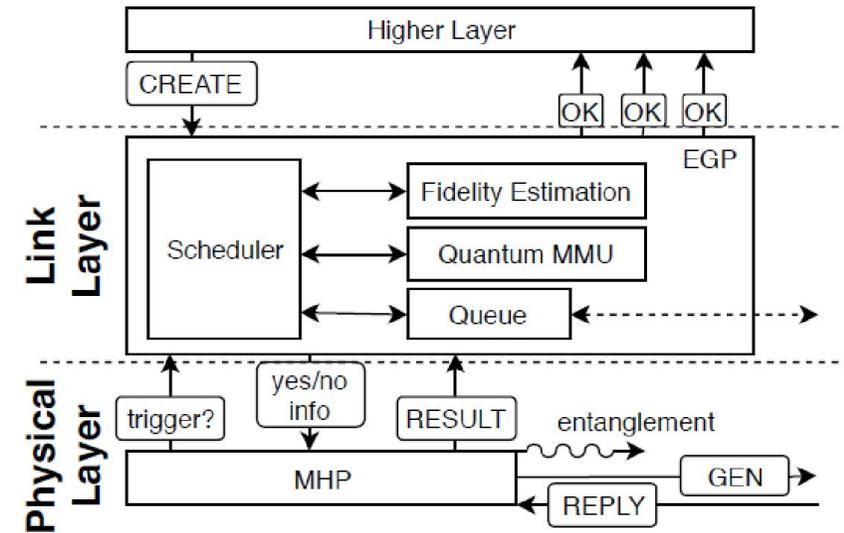 Higher Layer
CREATE
OK
OK
OK
EGP
Link
Layer
Scheduler
Fidelity Estimation
Quantum MMU
Queue
Physical
Layer
trigger?
yes/no
info
RESULT
entanglement
MHP
GEN
REPLY